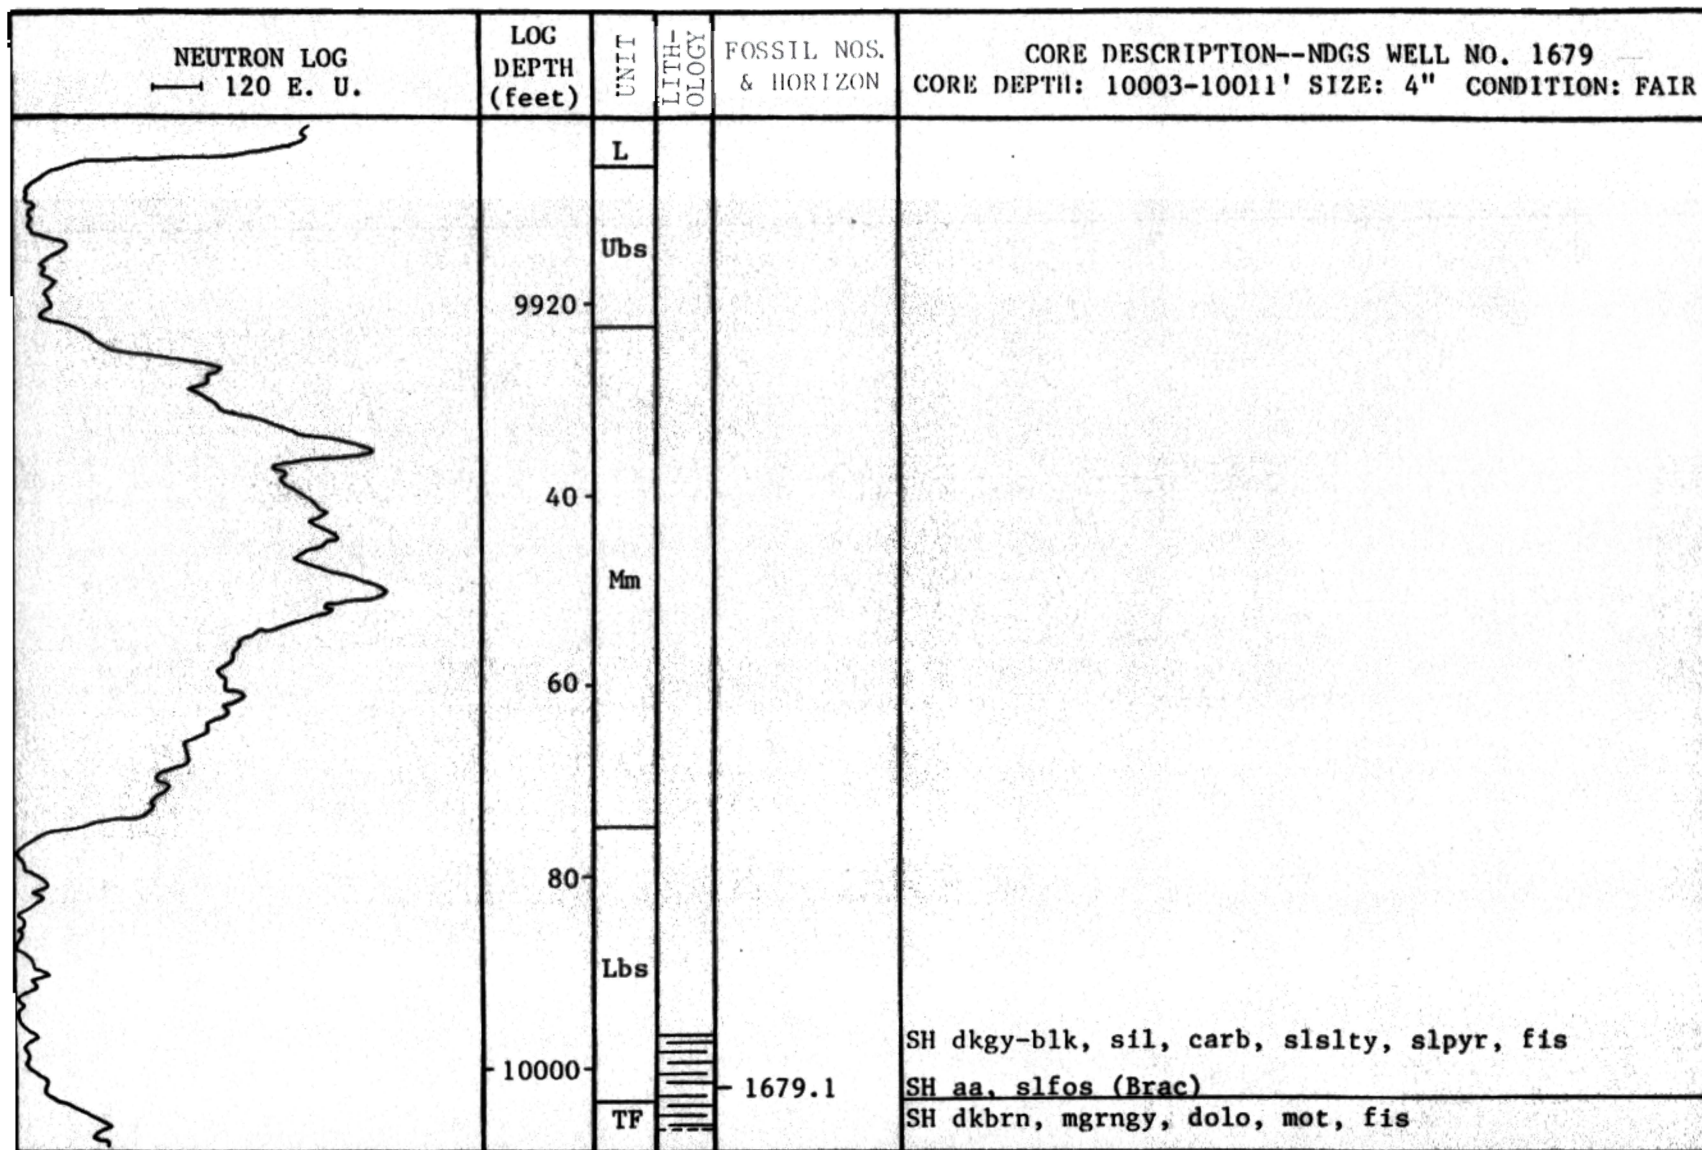 NEUTRON LOG
120 E. U.
LOG
DEPTH
(feet)
UNIT
LITH-
OLOGY
FOSSIL NOS.
& HORIZON
CORE DESCRIPTION--NDGS WELL NO. 1679
CORE DEPTH: 10003-10011' SIZE: 4" CONDITION: FAIR
L
Ubs
9920
40
Mm
60
80
Lbs
SH dkgy-blk, sil, carb, slslty, slpyr, fis
10000
1679.1
SH aa, slfos (Brac)
TF
SH dkbrn, mgrngy, dolo, mot, fis